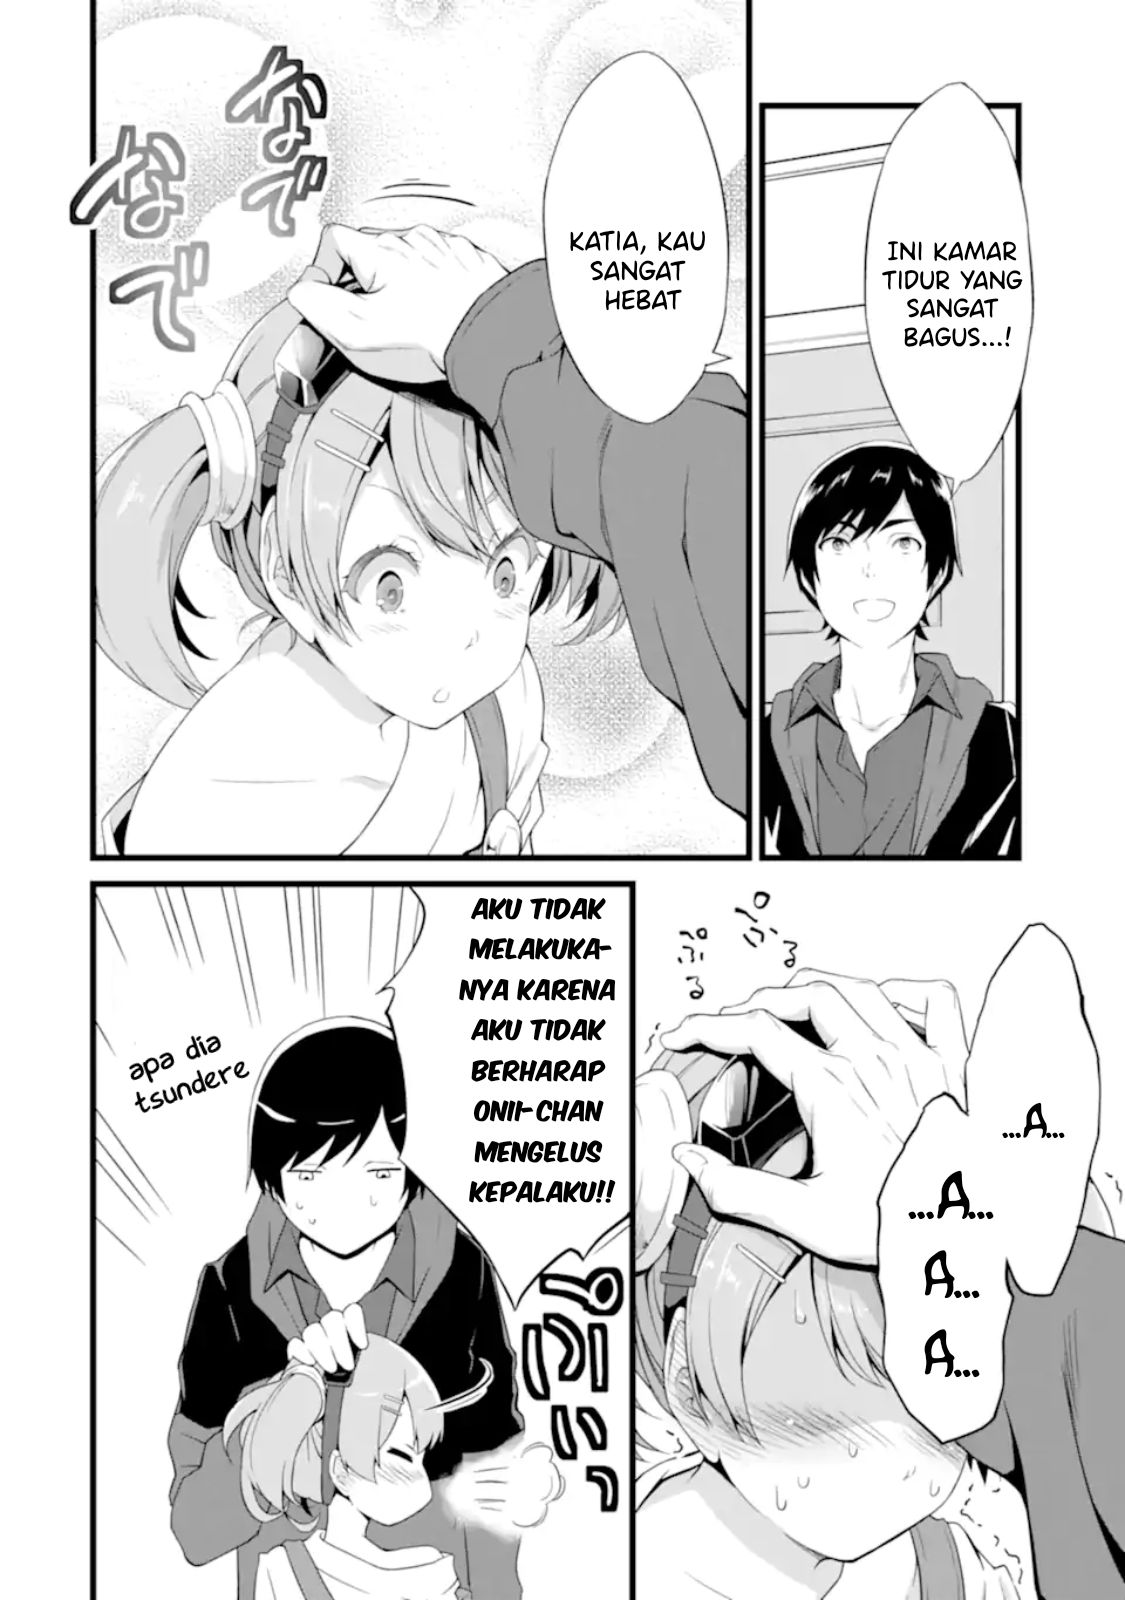 INI KAMAR
TIDUR YANG
SANGAT
BAGUS...!
KATIA, KAU
SANGAT
HEBAT
なで
なで
ぷる
ぷる
...A...
...A...
A...
A...
AKU TIDAK
MELAKUKA-
NYA KARENA
AKU TIDAK
BERHARAP
ONII-CHAN
MENGELUS
KEPALAKU!!
apa dia
tsundere
ぷいっ